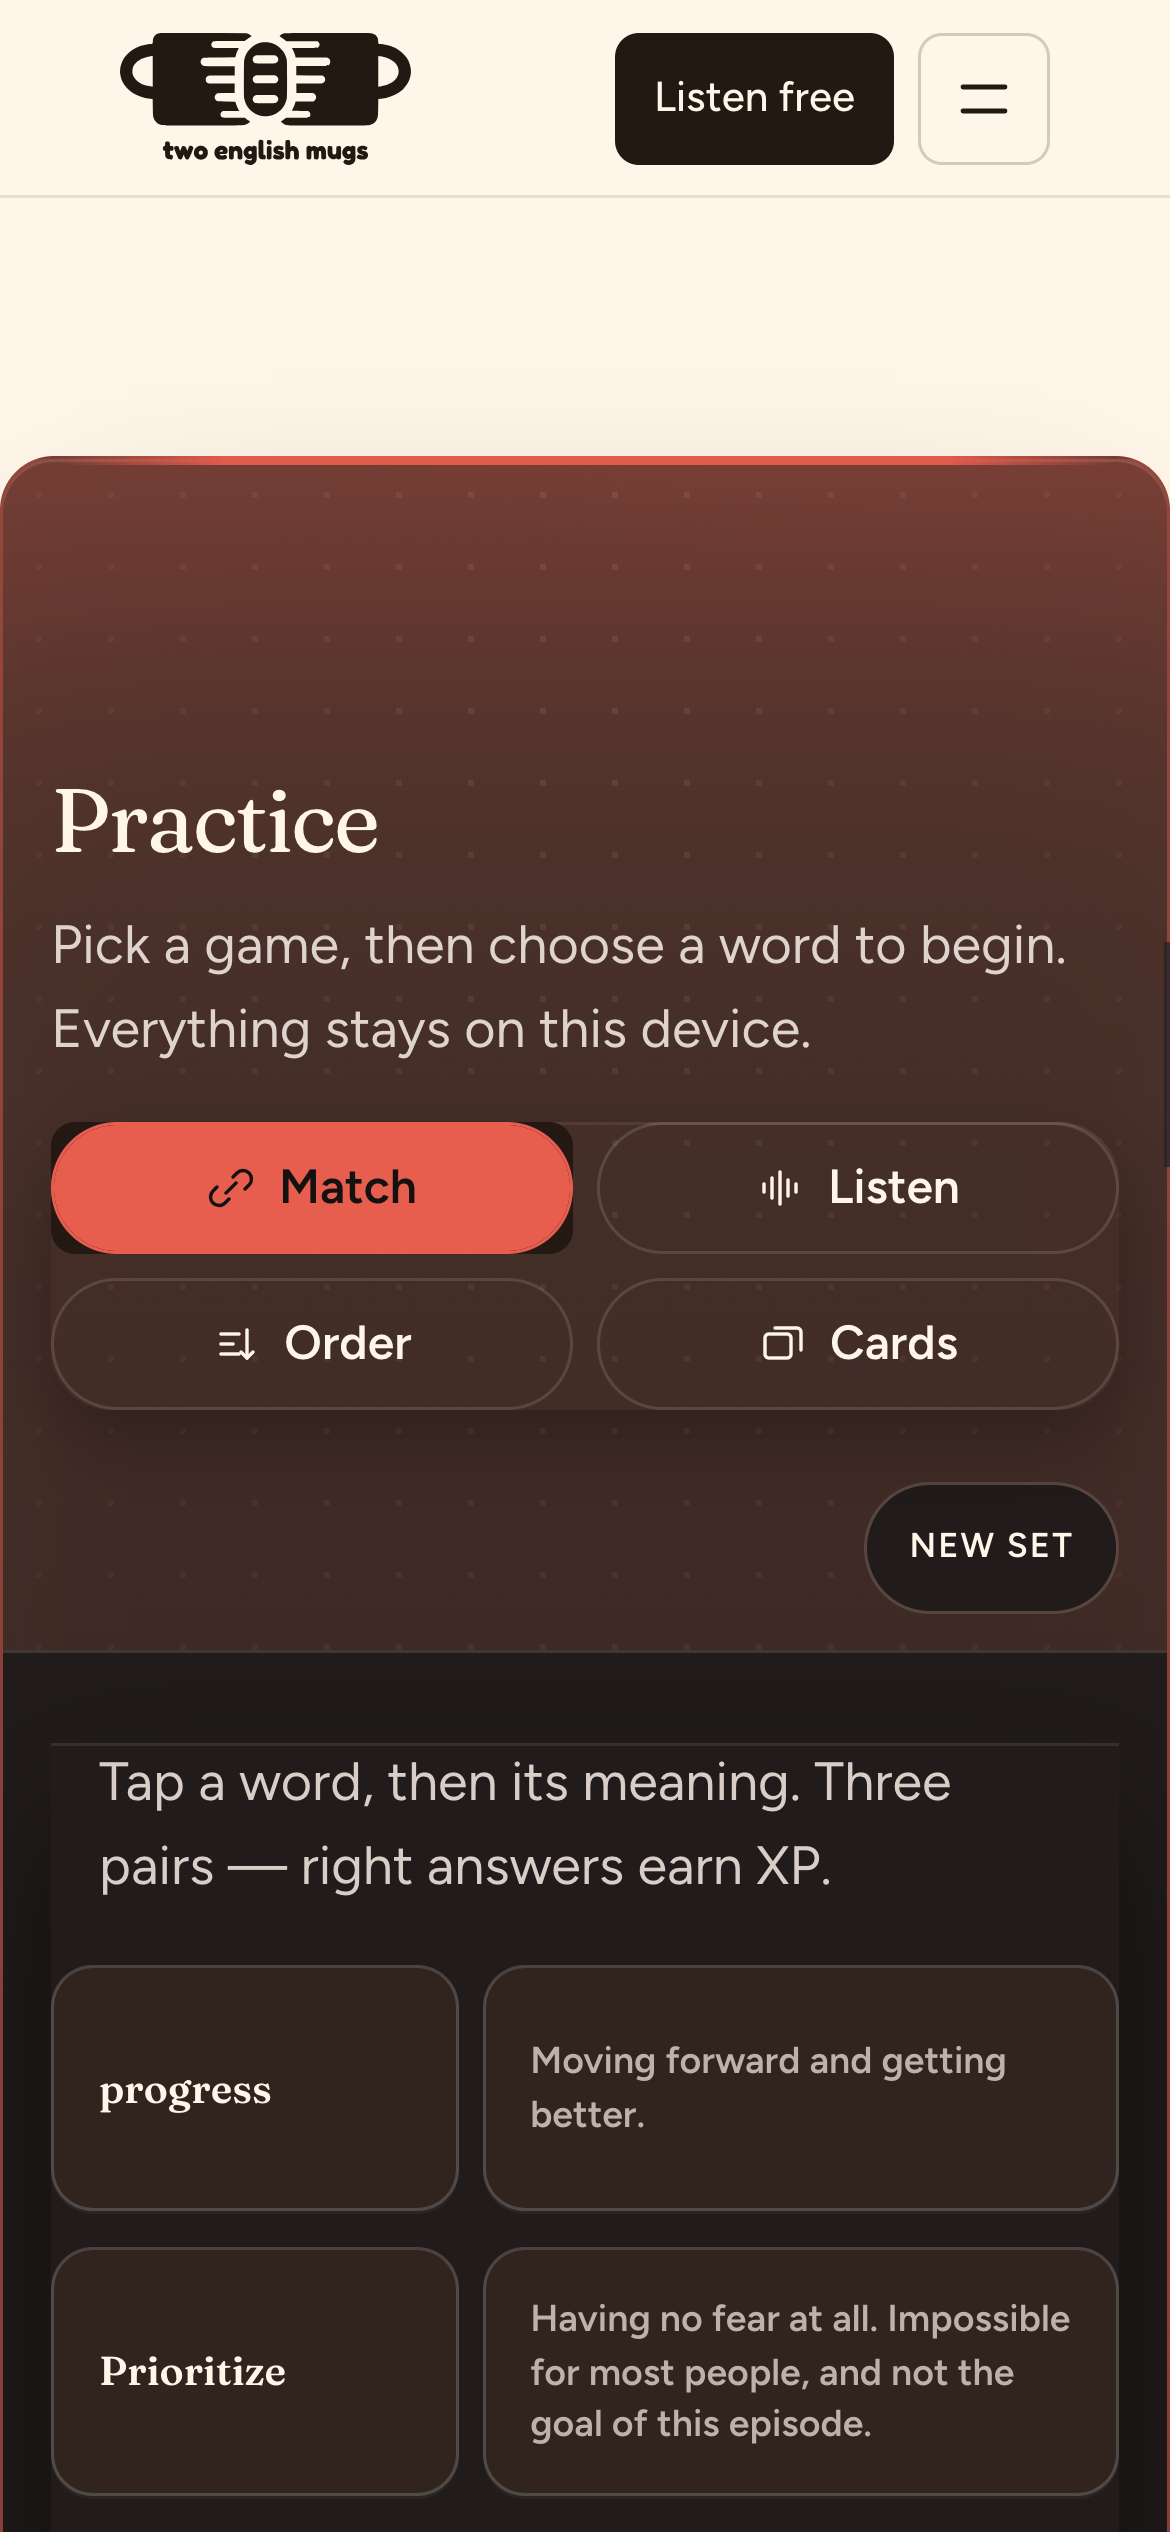 two english mugs
Listen free
Practice
Pick a game, then choose a word to begin.
Everything stays on this device.
Match
Listen
Order
Cards
NEW SET
Tap a word, then its meaning. Three
pairs — right answers earn XP.
progress
Moving forward and getting
better.
Prioritize
Having no fear at all. Impossible
for most people, and not the
goal of this episode.